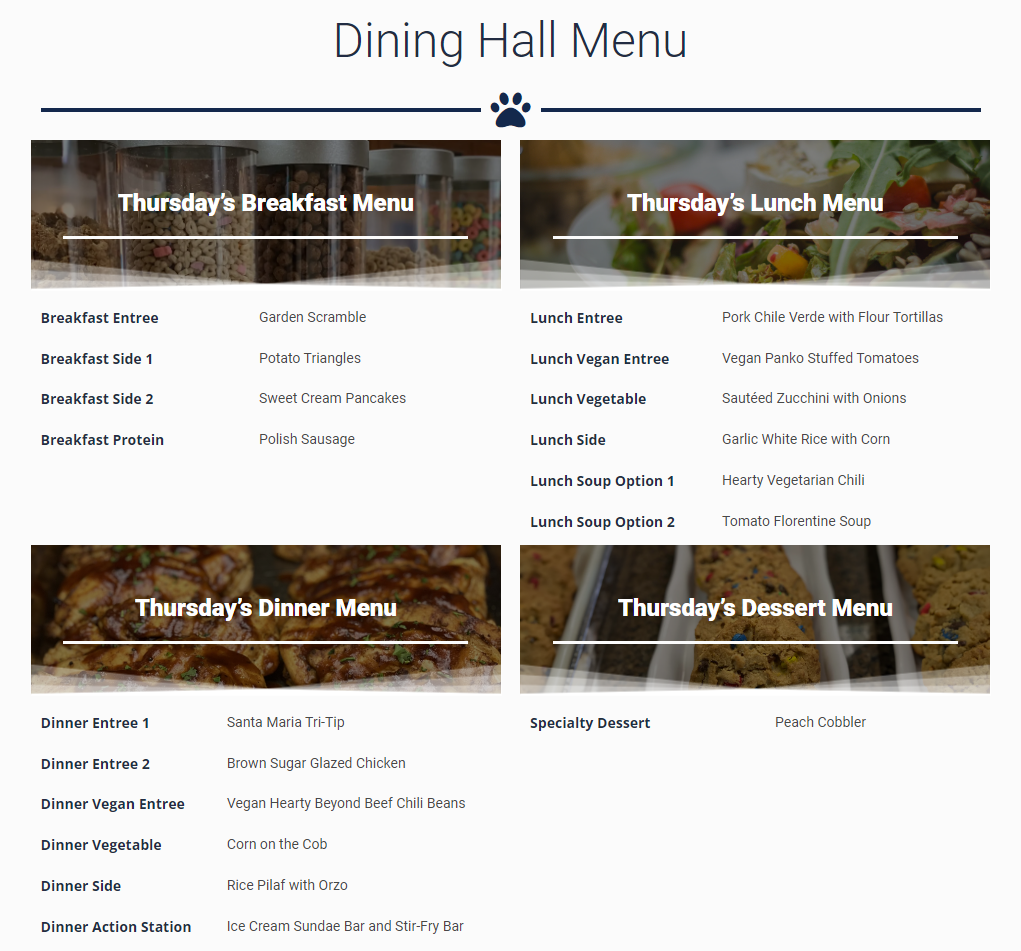 Dining Hall Menu
Thursday’s Breakfast Menu
Breakfast Entree Garden Scramble
Breakfast Side 1 Potato Triangles
Breakfast Side 2 Sweet Cream Pancakes
Breakfast Protein Polish Sausage
Thursday’s Lunch Menu
Lunch Entree Pork Chile Verde with Flour Tortillas
Lunch Vegan Entree Vegan Panko Stuffed Tomatoes
Lunch Vegetable Sautéed Zucchini with Onions
Lunch Side Garlic White Rice with Corn
Lunch Soup Option 1 Hearty Vegetarian Chili
Lunch Soup Option 2 Tomato Florentine Soup
Thursday’s Dinner Menu
Dinner Entree 1 Santa Maria Tri-Tip
Dinner Entree 2 Brown Sugar Glazed Chicken
Dinner Vegan Entree Vegan Hearty Beyond Beef Chili Beans
Dinner Vegetable Corn on the Cob
Dinner Side Rice Pilaf with Orzo
Dinner Action Station Ice Cream Sundae Bar and Stir-Fry Bar
Thursday’s Dessert Menu
Specialty Dessert Peach Cobbler